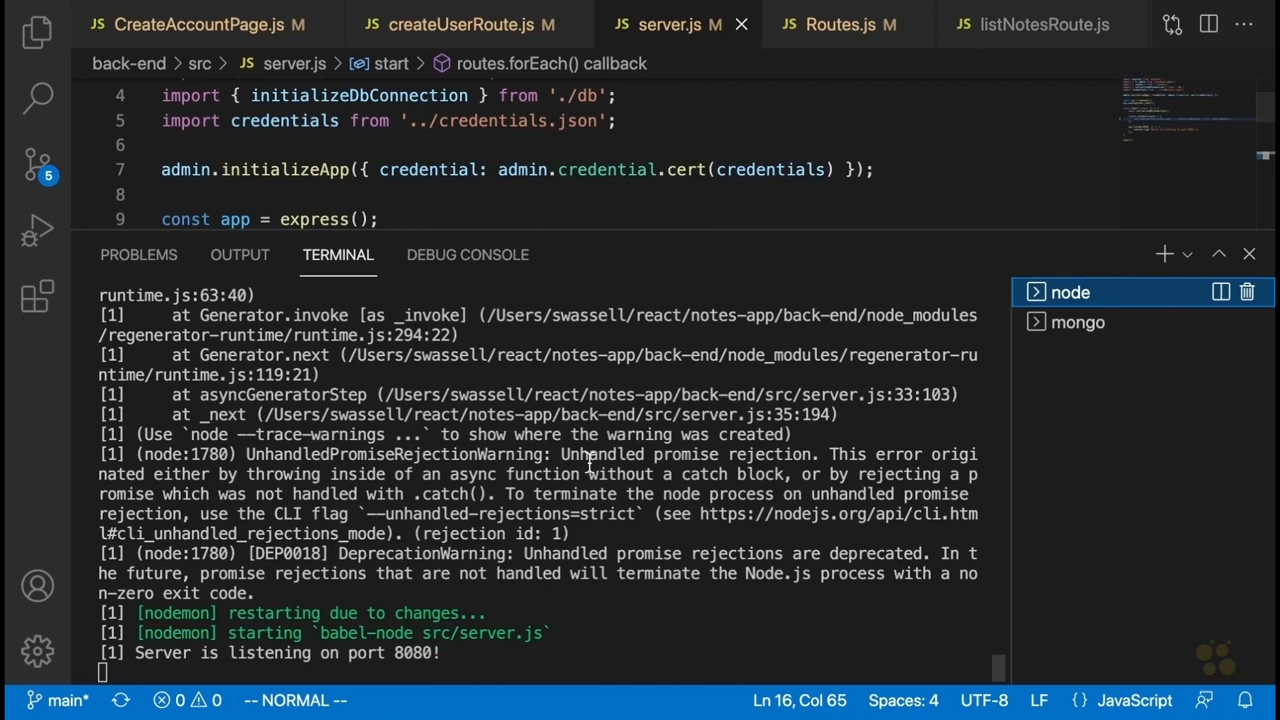 JS CreateAccountPage.js M JS createUserRoute.js M JS server.js M JS Routes.js M JS listNotesRoute.js
back-end > src > JS server.js > start > routes.forEach() callback
4 import { initializeDbConnection } from './db';
5 import credentials from '../credentials.json';
6
7 admin.initializeApp({ credential: admin.credential.cert(credentials) });
8
9 const app = express();
5
PROBLEMS OUTPUT TERMINAL DEBUG CONSOLE
node
mongo
runtime.js:63:40)
[1]     at Generator.invoke [as _invoke] (/Users/swassell/react/notes-app/back-end/node_modules
/regenerator-runtime/runtime.js:294:22)
[1]     at Generator.next (/Users/swassell/react/notes-app/back-end/node_modules/regenerator-ru
ntime/runtime.js:119:21)
[1]     at asyncGeneratorStep (/Users/swassell/react/notes-app/back-end/src/server.js:33:103)
[1]     at _next (/Users/swassell/react/notes-app/back-end/src/server.js:35:194)
[1] (Use `node --trace-warnings ...` to show where the warning was created)
[1] (node:1780) UnhandledPromiseRejectionWarning: Unhandled promise rejection. This error origi
nated either by throwing inside of an async function without a catch block, or by rejecting a p
romise which was not handled with .catch(). To terminate the node process on unhandled promise
rejection, use the CLI flag `--unhandled-rejections=strict` (see https://nodejs.org/api/cli.htm
l#cli_unhandled_rejections_mode). (rejection id: 1)
[1] (node:1780) [DEP0018] DeprecationWarning: Unhandled promise rejections are deprecated. In t
he future, promise rejections that are not handled will terminate the Node.js process with a no
n-zero exit code.
[1] [nodemon] restarting due to changes...
[1] [nodemon] starting `babel-node src/server.js`
[1] Server is listening on port 8080!
main* 0 0 -- NORMAL -- Ln 16, Col 65 Spaces: 4 UTF-8 LF {} JavaScript